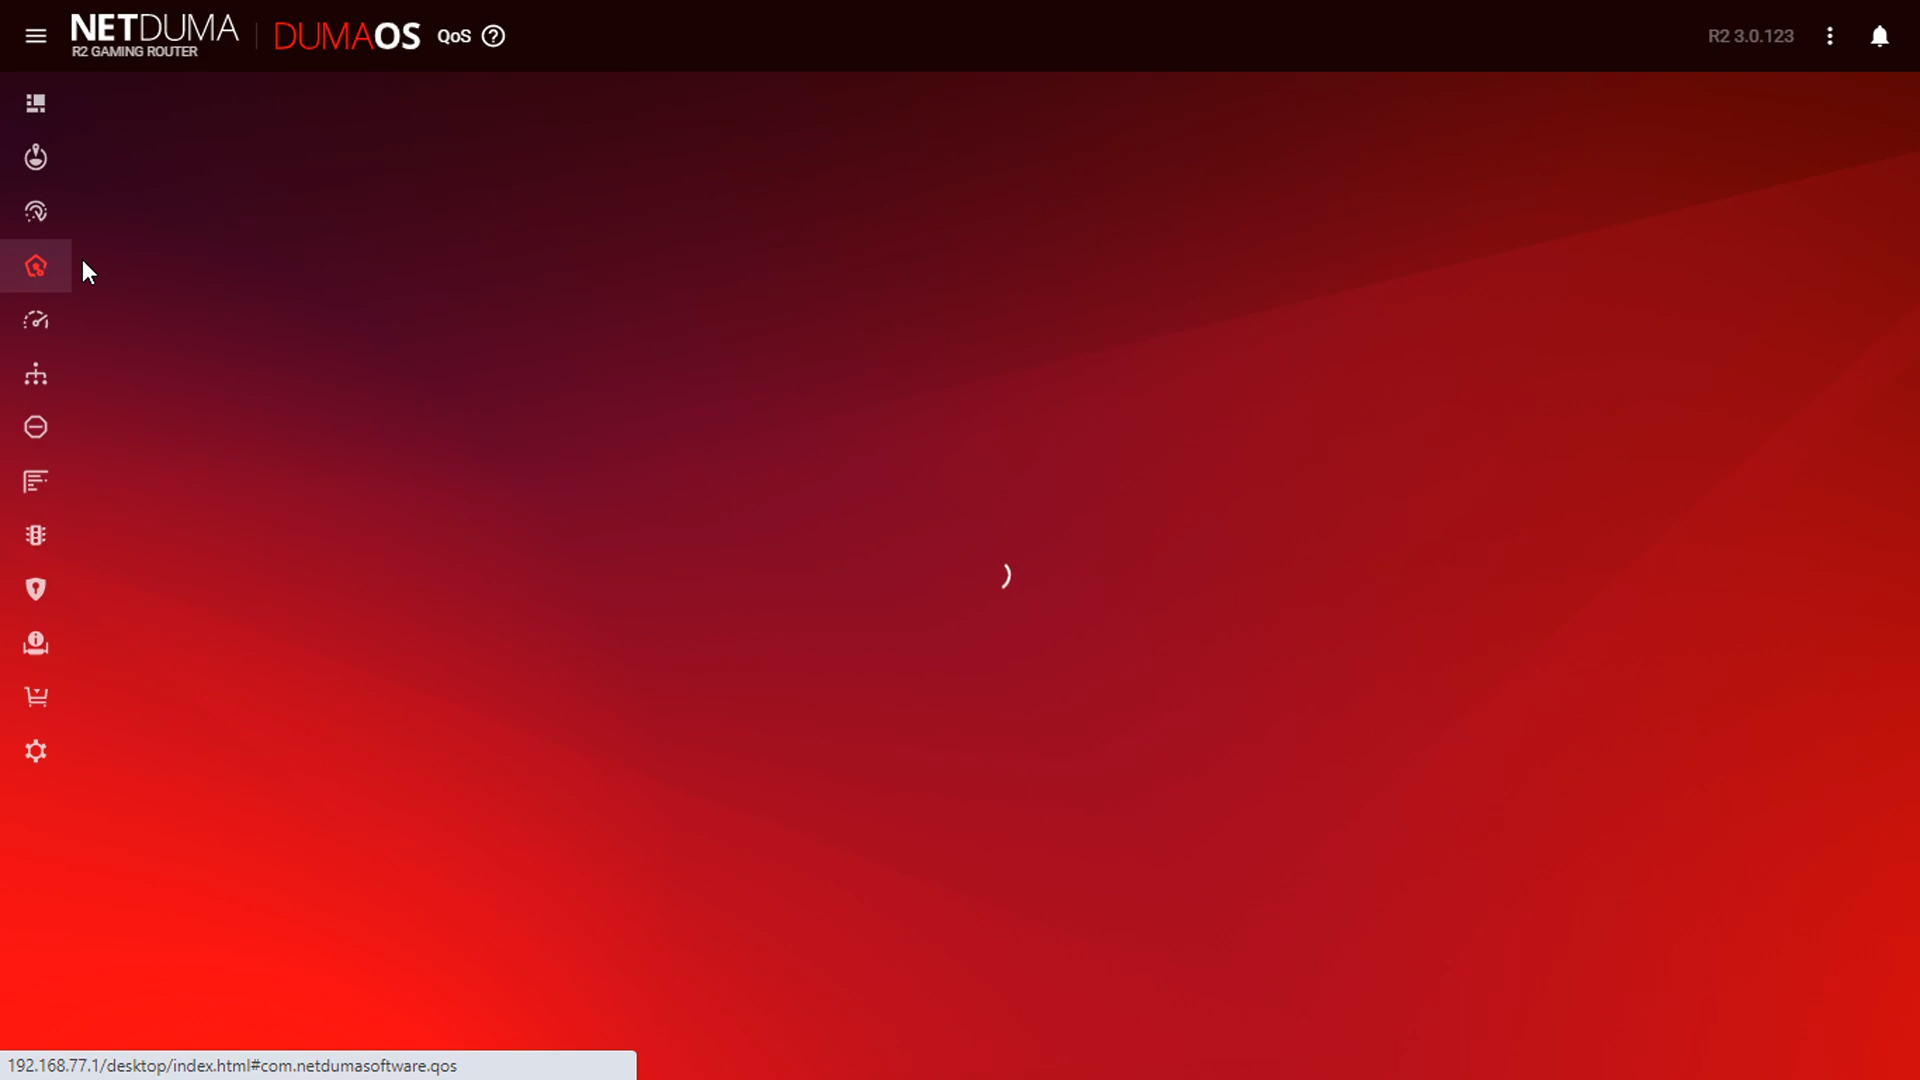 NETDUMA
R2 GAMING ROUTER
DUMAOS
QoS
R2 3.0.123
192.168.77.1/desktop/index.html#com.netdumasoftware.qos